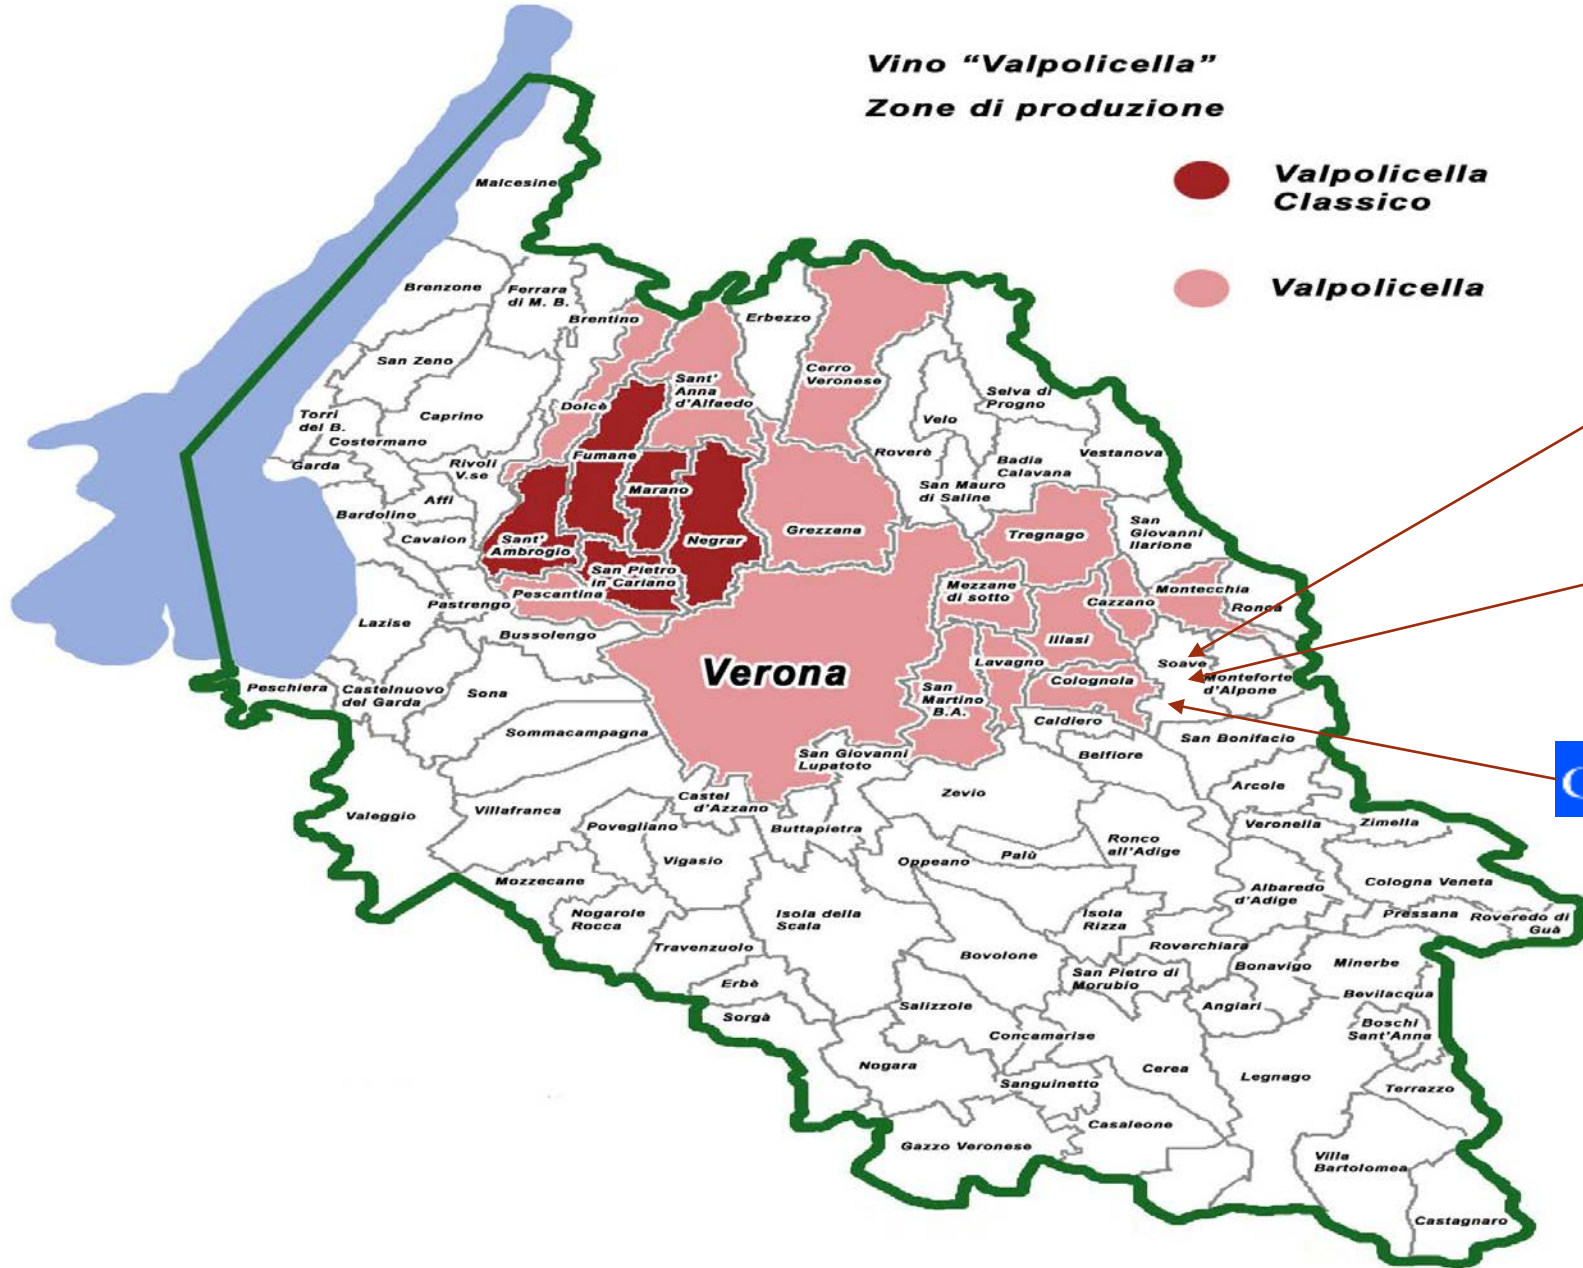 Vino “Valpolicella”
Zone di produzione
Valpolicella
Classico
Valpolicella
Malcesine
Brenzone
Ferrara
di M. B.
Brentino
Erbezzo
San Zeno
Cerro
Veronese
Sant'
Anna
d'Alfaedo
Selva di
Progno
Torri
del B.
Caprino
Dolcè
Velo
Costermano
Garda
Rivoli
V.se
Fumane
Roverè
Badia
Calavana
Vestanova
Affi
Marano
San Mauro
di Saline
Bardolino
Cavaion
Sant'
Ambrogio
Negrar
Grezzana
Tregnago
San
Giovanni
Ilarione
San Pietro
in Cariano
Pescantina
Mezzane
di sotto
Cazzano
Montecchia
Roncà
Pastrengo
Lazise
Bussolengo
Illasi
Verona
Lavagno
Soave
Colognola
Monteforte
d'Alpone
Peschiera
Castelnuovo
del Garda
Sona
San
Martino
B.A.
Caldiero
Sommacampagna
San Giovanni
Lupatoto
Belfiore
San Bonifacio
Arcole
Zevio
Castel
d'Azzano
Valeggio
Villafranca
Povegliano
Buttapietra
Veronella
Zimella
Ronco
all'Adige
Vigasio
Oppeano
Palù
Mozzecane
Albaredo
d'Adige
Cologna Veneta
Nogarole
Rocca
Isola della
Scala
Isola
Rizza
Pressana
Roveredo di
Guà
Travenzuolo
Roverchiara
Bovolone
Bonavigo
Minerbe
Erbè
San Pietro di
Morubio
Bevilacqua
Sorgà
Salizzole
Angiari
Boschi
Sant'Anna
Concamarise
Nogara
Cerea
Legnago
Sanguinetto
Terrazzo
Casaleone
Gazzo Veronese
Villa
Bartolomea
Castagnaro